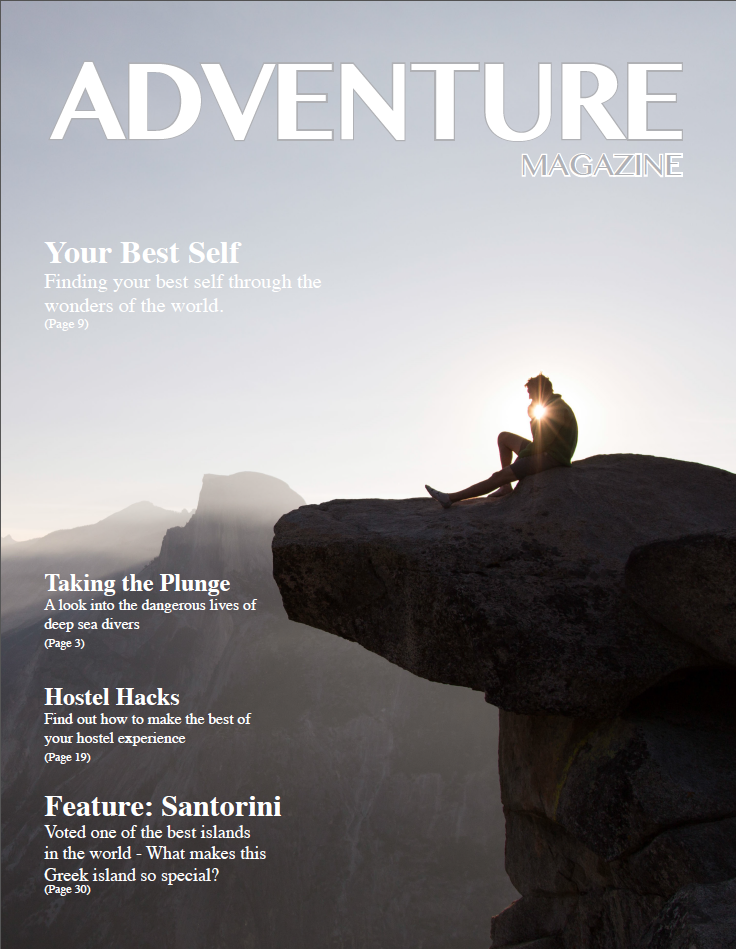 ADVENTURE
MAGAZINE
Your Best Self
Finding your best self through the
wonders of the world.
(Page 9)
Taking the Plunge
A look into the dangerous lives of
deep sea divers
(Page 3)
Hostel Hacks
Find out how to make the best of
your hostel experience
(Page 19)
Feature: Santorini
Voted one of the best islands
in the world - What makes this
Greek island so special?
(Page 30)